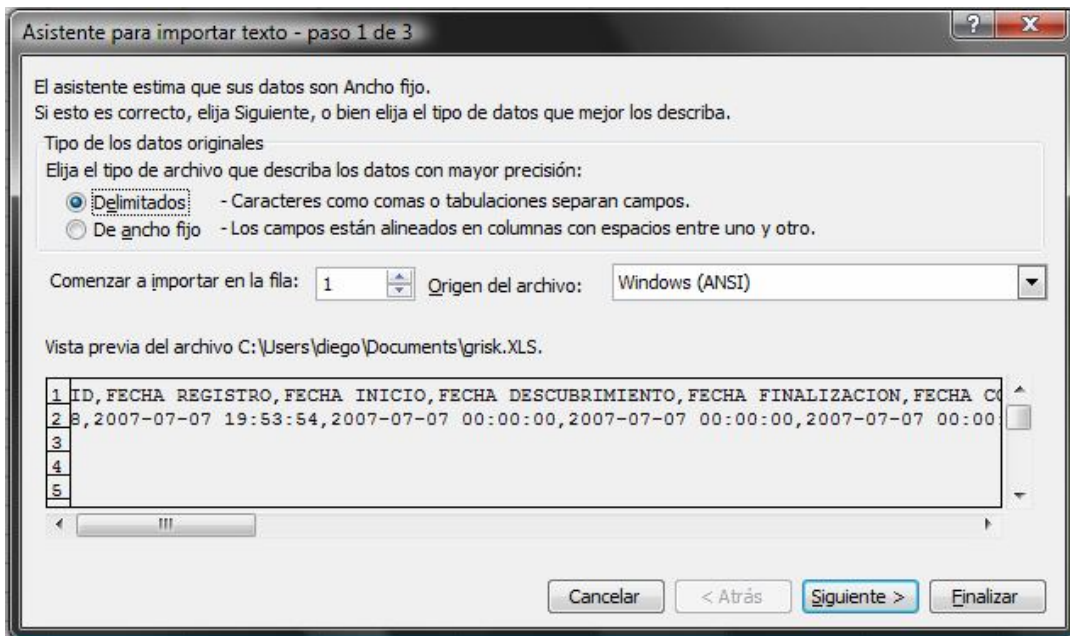 Asistente para importar texto - paso 1 de 3
El asistente estima que sus datos son Ancho fijo.
Si esto es correcto, elija Siguiente, o bien elija el tipo de datos que mejor los describa.
Tipo de los datos originales
Elija el tipo de archivo que describa los datos con mayor precisión:
Delimitados - Caracteres como comas o tabulaciones separan campos.
De ancho fijo - Los campos están alineados en columnas con espacios entre uno y otro.
Comenzar a importar en la fila: 1 Origen del archivo: Windows (ANSI)
Vista previa del archivo C:\Users\diego\Documents\grisk.XLS.
1 ID,FECHA REGISTRO,FECHA INICIO,FECHA DESCUBRIMIENTO,FECHA FINALIZACION,FECHA CO
2 8,2007-07-07 19:53:54,2007-07-07 00:00:00,2007-07-07 00:00:00,2007-07-07 00:00:
3
4
5
Cancelar < Atrás Siguiente > Finalizar